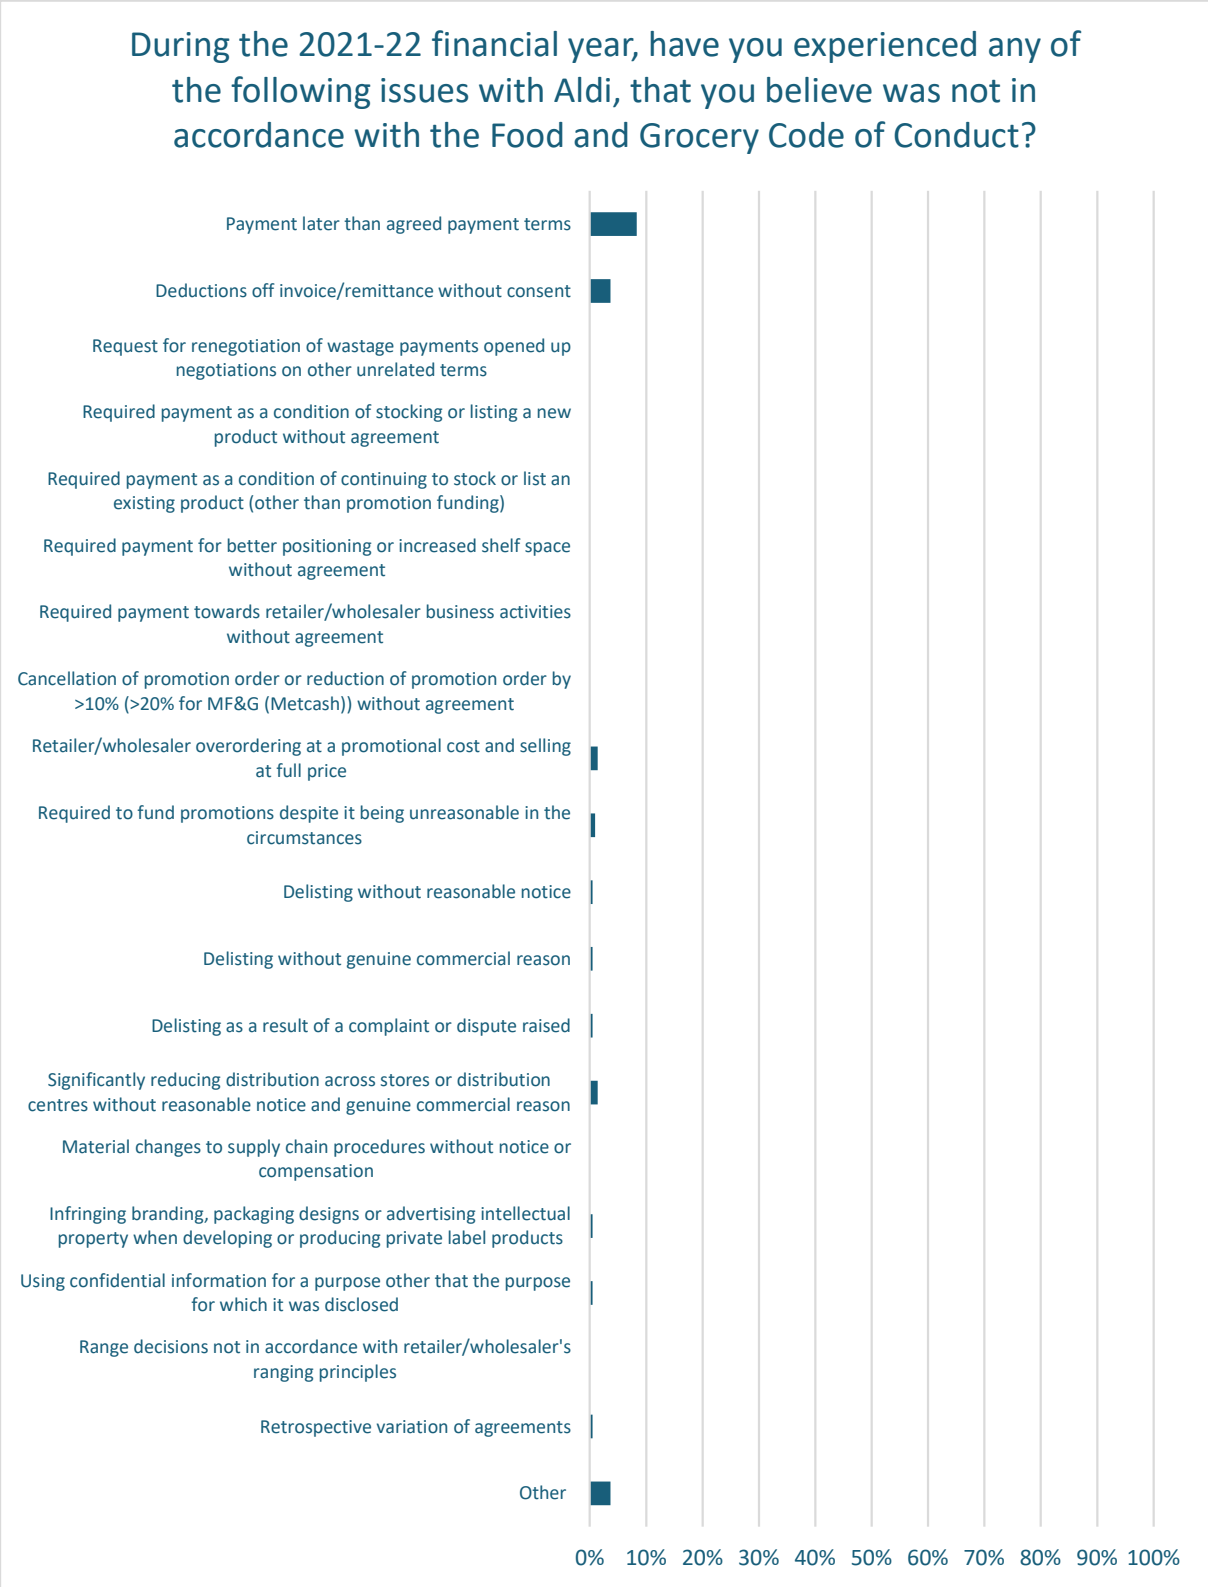 During the 2021-22 financial year, have you experienced any of
the following issues with Aldi, that you believe was not in
accordance with the Food and Grocery Code of Conduct?
Payment later than agreed payment terms
Deductions off invoice/remittance without consent
Request for renegotiation of wastage payments opened up
negotiations on other unrelated terms
Required payment as a condition of stocking or listing a new
product without agreement
Required payment as a condition of continuing to stock or list an
existing product (other than promotion funding)
Required payment for better positioning or increased shelf space
without agreement
Required payment towards retailer/wholesaler business activities
without agreement
Cancellation of promotion order or reduction of promotion order by
>10% (>20% for MF&G (Metcash)) without agreement
Retailer/wholesaler overordering at a promotional cost and selling
at full price
Required to fund promotions despite it being unreasonable in the
circumstances
Delisting without reasonable notice
Delisting without genuine commercial reason
Delisting as a result of a complaint or dispute raised
Significantly reducing distribution across stores or distribution
centres without reasonable notice and genuine commercial reason
Material changes to supply chain procedures without notice or
compensation
Infringing branding, packaging designs or advertising intellectual
property when developing or producing private label products
Using confidential information for a purpose other that the purpose
for which it was disclosed
Range decisions not in accordance with retailer/wholesaler's
ranging principles
Retrospective variation of agreements
Other
0% 10% 20% 30% 40% 50% 60% 70% 80% 90% 100%